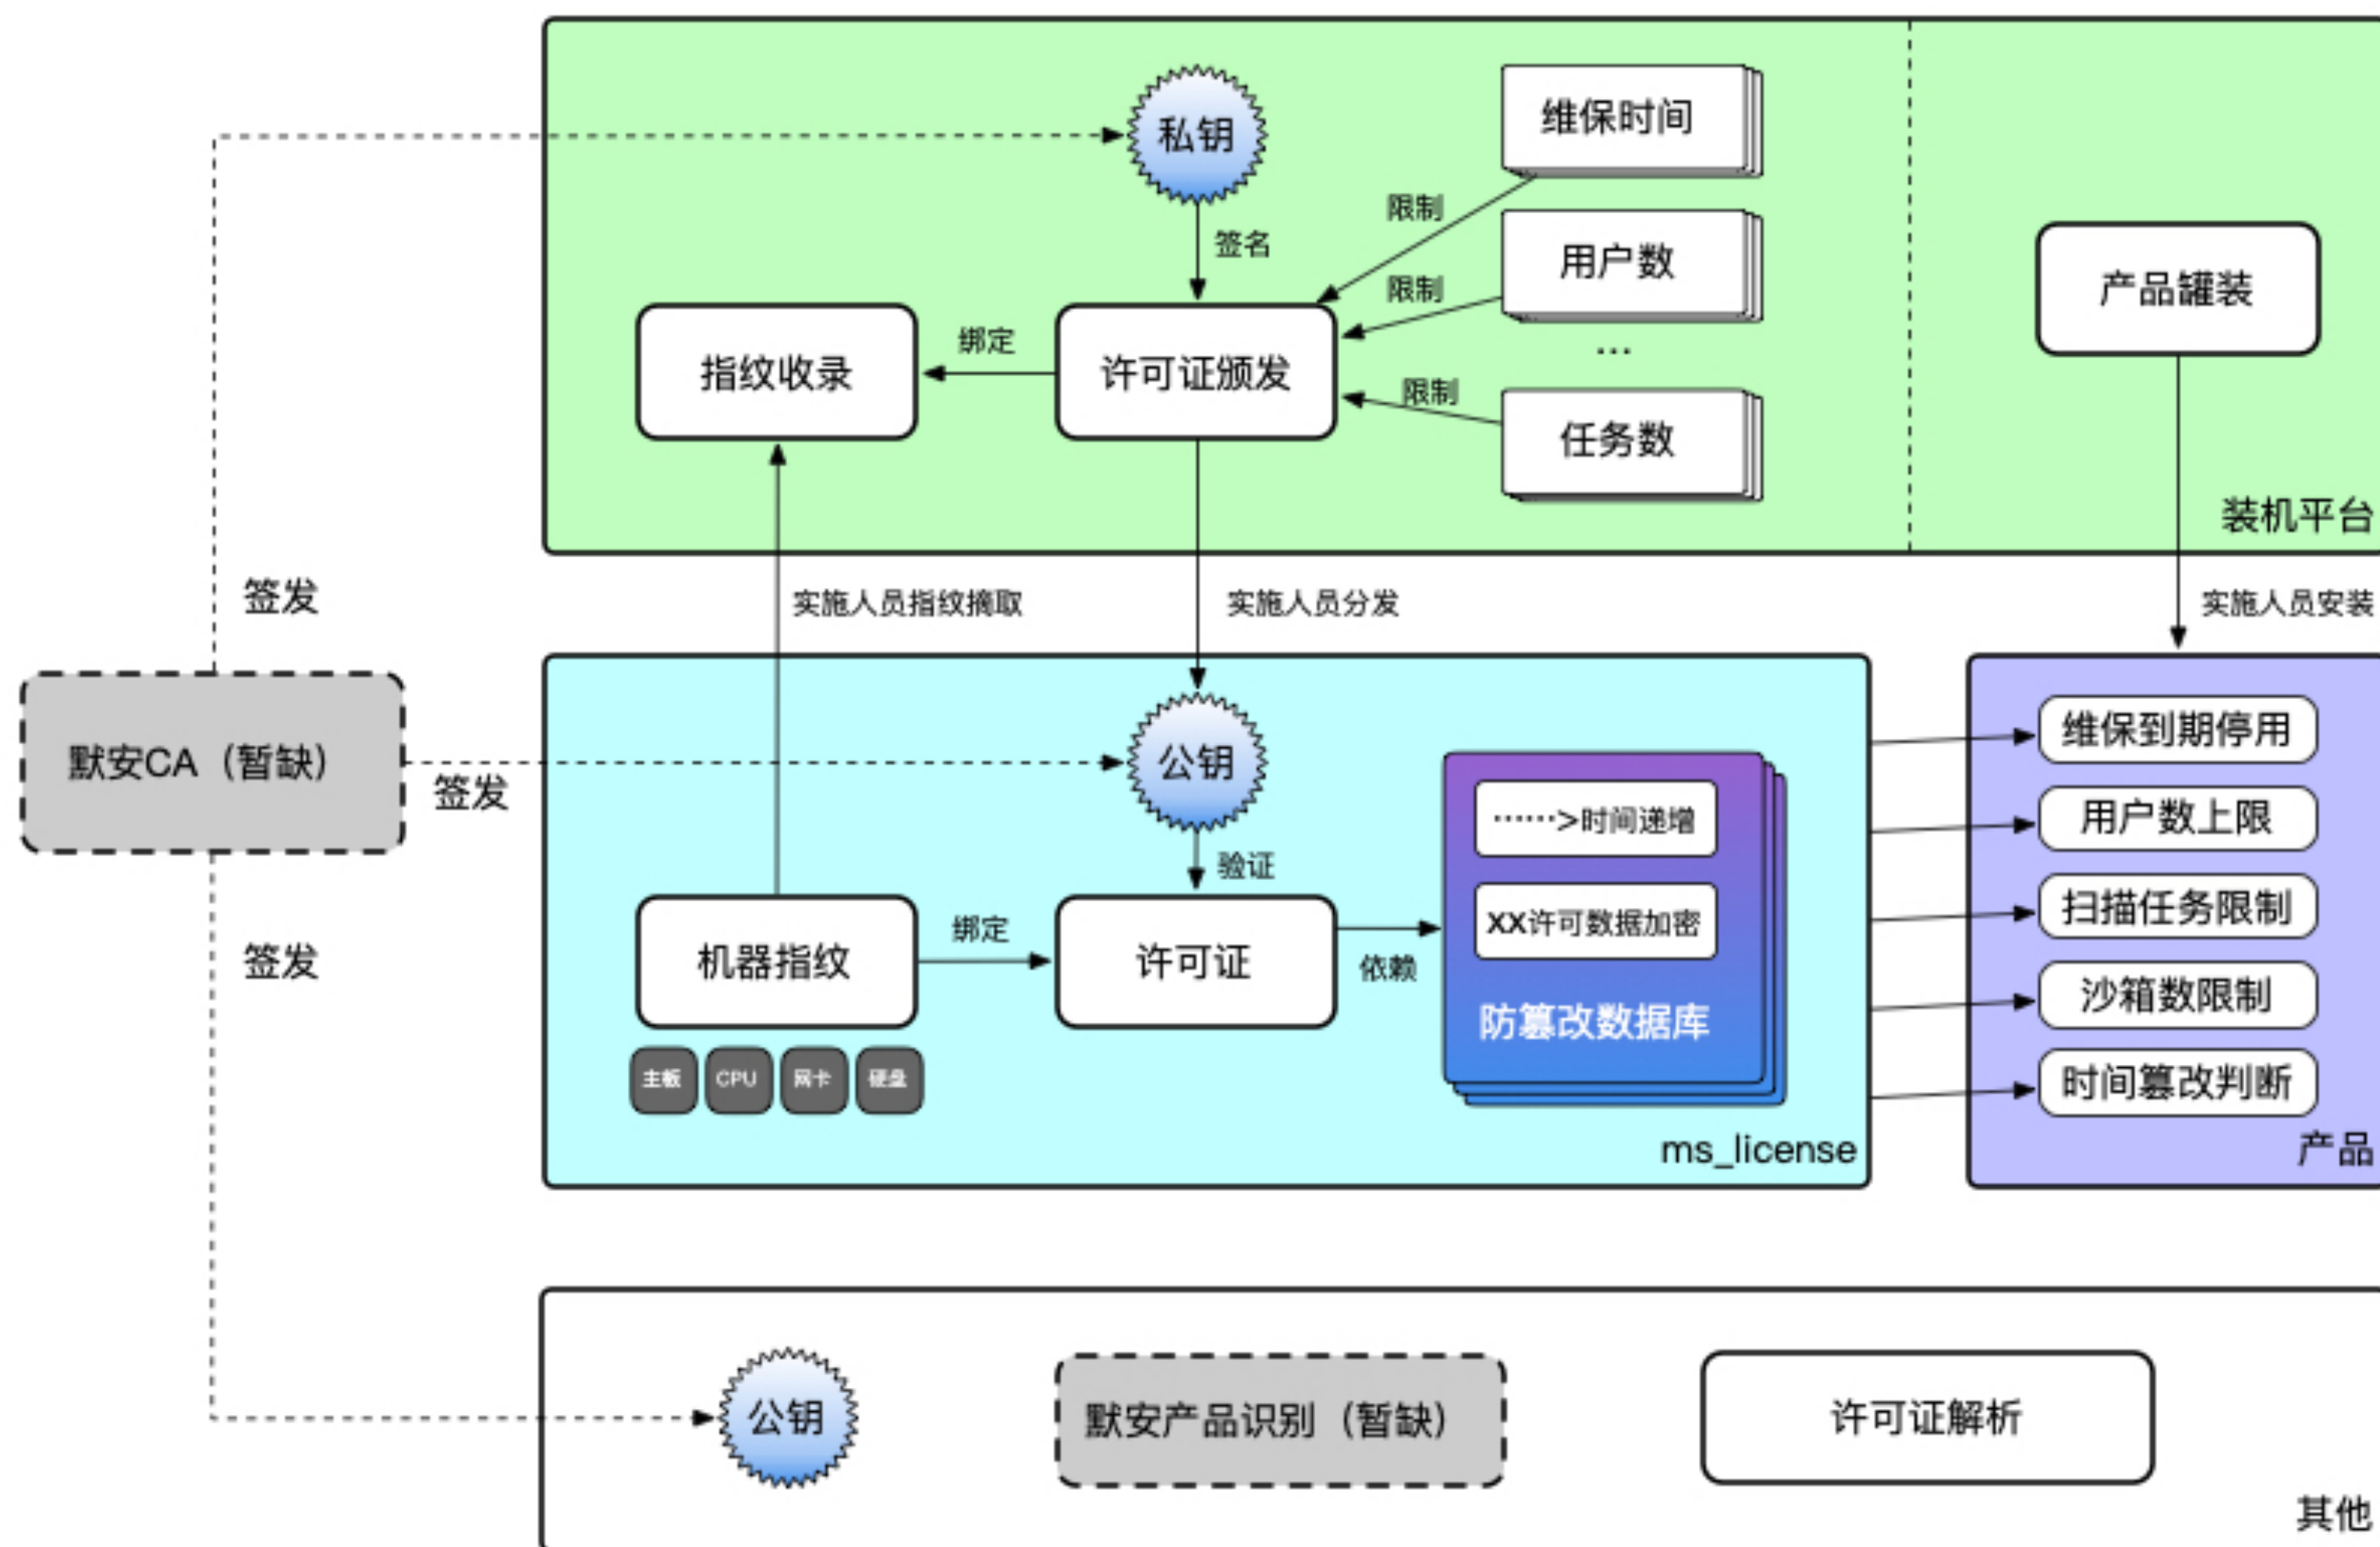 私钥
维保时间
限制
签名
用户数
限制
...
产品罐装
指纹收录
绑定
许可证颁发
限制
任务数
装机平台
签发
实施人员指纹摘取
实施人员分发
实施人员安装
默安CA（暂缺）
签发
公钥
验证
······>时间递增
XX许可数据加密
防篡改数据库
机器指纹
绑定
许可证
依赖
主板
CPU
网卡
硬盘
ms_license
维保到期停用
用户数上限
扫描任务限制
沙箱数限制
时间篡改判断
产品
签发
公钥
默安产品识别（暂缺）
许可证解析
其他